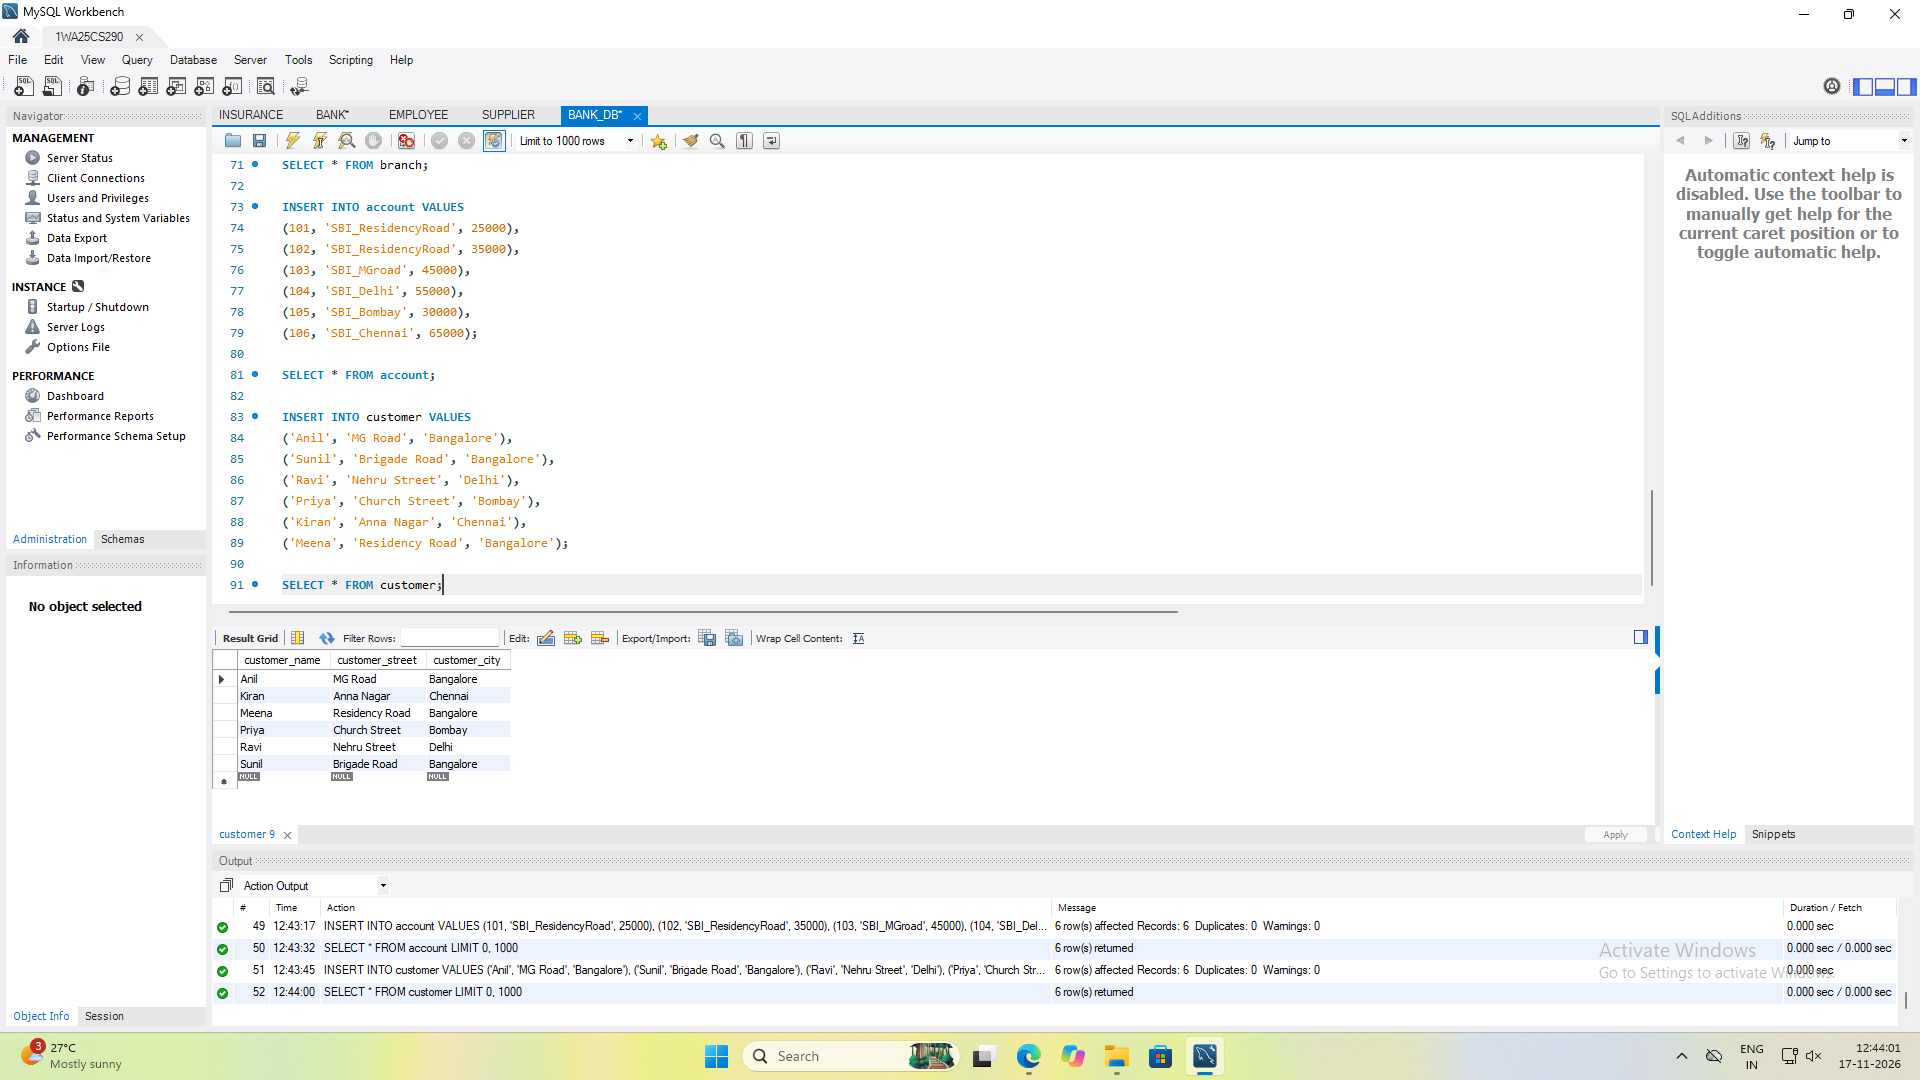 MySQL Workbench
1WA25CS290
File Edit View Query Database Server Tools Scripting Help
Navigator
MANAGEMENT
Server Status
Client Connections
Users and Privileges
Status and System Variables
Data Export
Data Import/Restore
INSTANCE
Startup / Shutdown
Server Logs
Options File
PERFORMANCE
Dashboard
Performance Reports
Performance Schema Setup
Administration Schemas
Information
No object selected
Object Info Session
INSURANCE BANK* EMPLOYEE SUPPLIER BANK_DB*
Limit to 1000 rows
71 SELECT * FROM branch;
72
73 INSERT INTO account VALUES
74 (101, 'SBI_ResidencyRoad', 25000),
75 (102, 'SBI_ResidencyRoad', 35000),
76 (103, 'SBI_MGroad', 45000),
77 (104, 'SBI_Delhi', 55000),
78 (105, 'SBI_Bombay', 30000),
79 (106, 'SBI_Chennai', 65000);
80
81 SELECT * FROM account;
82
83 INSERT INTO customer VALUES
84 ('Anil', 'MG Road', 'Bangalore'),
85 ('Sunil', 'Brigade Road', 'Bangalore'),
86 ('Ravi', 'Nehru Street', 'Delhi'),
87 ('Priya', 'Church Street', 'Bombay'),
88 ('Kiran', 'Anna Nagar', 'Chennai'),
89 ('Meena', 'Residency Road', 'Bangalore');
90
91 SELECT * FROM customer;
Result Grid Filter Rows: Edit: Export/Import: Wrap Cell Content:
customer_name customer_street customer_city
Anil MG Road Bangalore
Kiran Anna Nagar Chennai
Meena Residency Road Bangalore
Priya Church Street Bombay
Ravi Nehru Street Delhi
Sunil Brigade Road Bangalore
NULL NULL NULL
customer 9
Apply
SQLAdditions
Jump to
Automatic context help is
disabled. Use the toolbar to
manually get help for the
current caret position or to
toggle automatic help.
Context Help Snippets
Output
Action Output
# Time Action Message Duration / Fetch
49 12:43:17 INSERT INTO account VALUES (101, 'SBI_ResidencyRoad', 25000), (102, 'SBI_ResidencyRoad', 35000), (103, 'SBI_MGroad', 45000), (104, 'SBI_Del... 6 row(s) affected Records: 6 Duplicates: 0 Warnings: 0 0.000 sec
50 12:43:32 SELECT * FROM account LIMIT 0, 1000 6 row(s) returned 0.000 sec / 0.000 sec
51 12:43:45 INSERT INTO customer VALUES ('Anil', 'MG Road', 'Bangalore'), ('Sunil', 'Brigade Road', 'Bangalore'), ('Ravi', 'Nehru Street', 'Delhi'), ('Priya', 'Church Str... 6 row(s) affected Records: 6 Duplicates: 0 Warnings: 0 0.000 sec
52 12:44:00 SELECT * FROM customer LIMIT 0, 1000 6 row(s) returned 0.000 sec / 0.000 sec
Activate Windows
Go to Settings to activate Windows.
3
27°C
Mostly sunny
Search
ENG
IN
12:44:01
17-11-2026